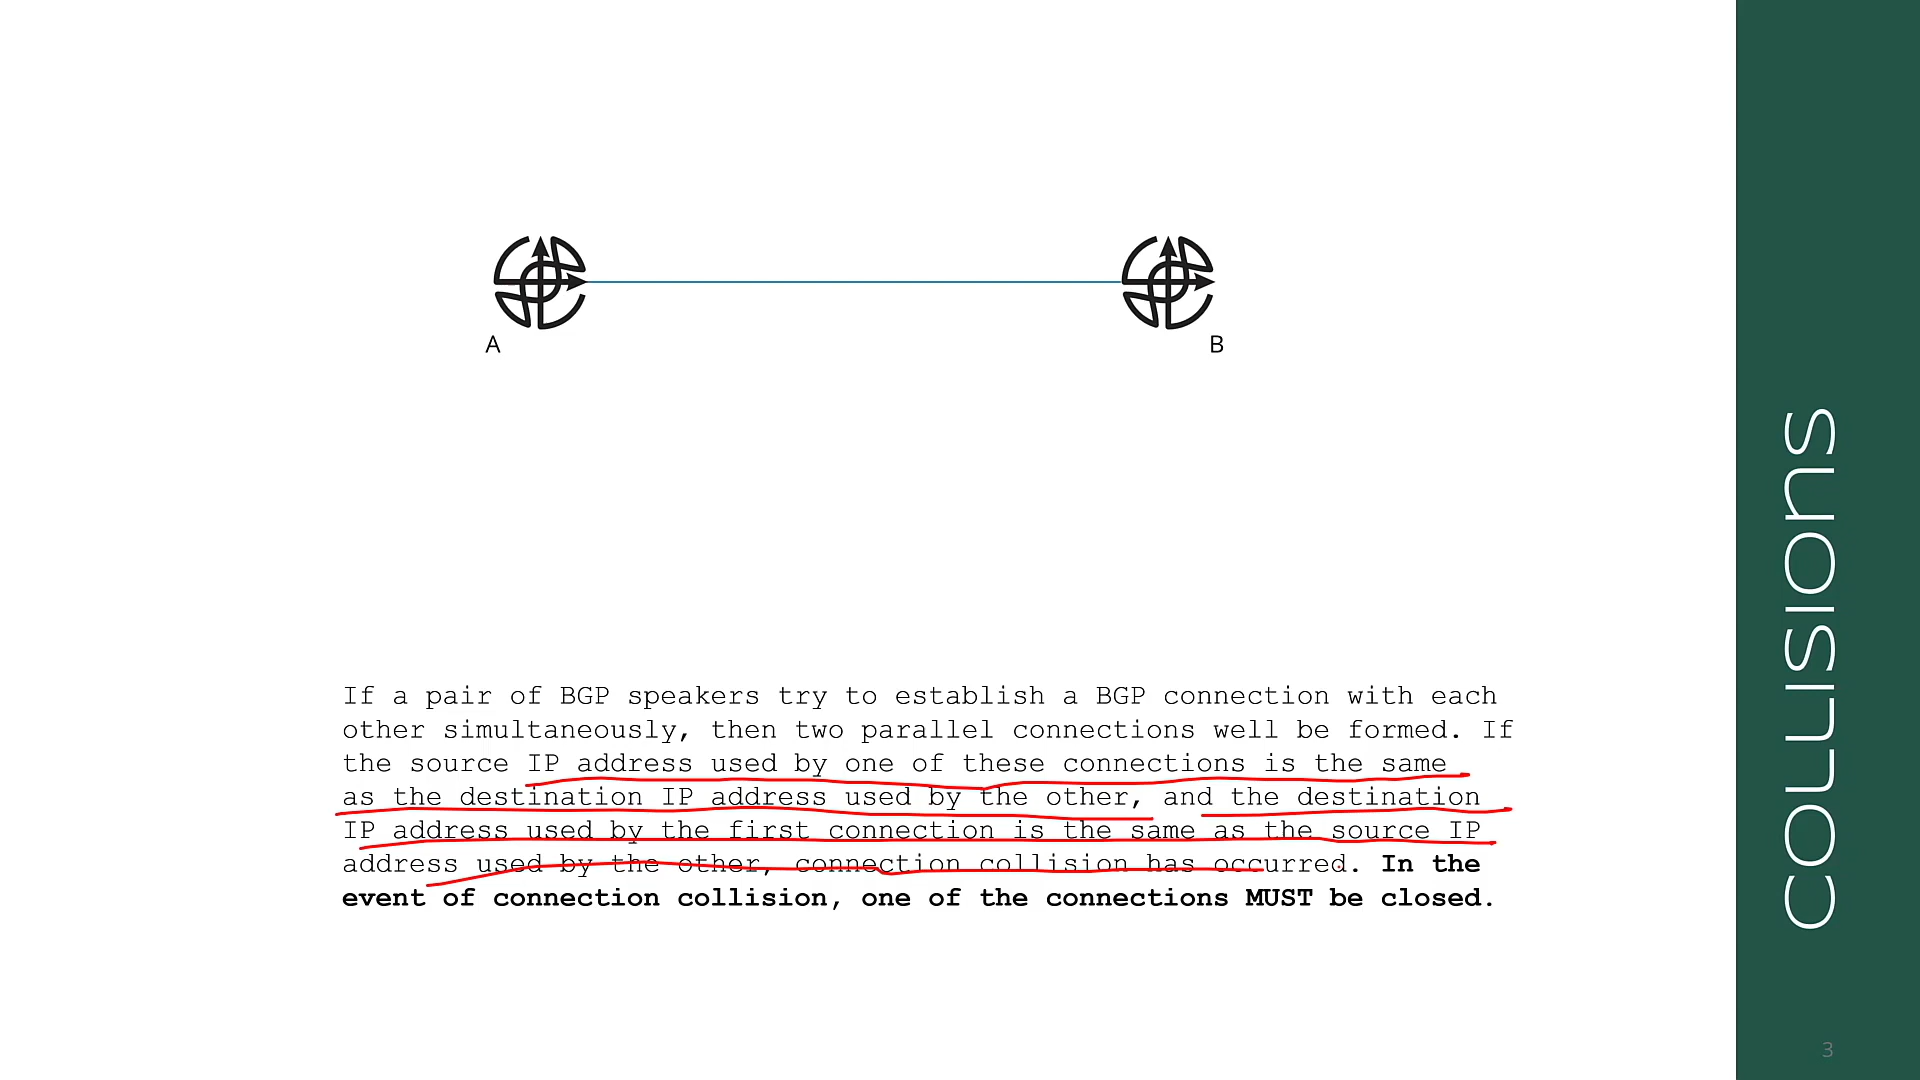 A
B
If a pair of BGP speakers try to establish a BGP connection with each
other simultaneously, then two parallel connections well be formed. If
the source IP address used by one of these connections is the same
as the destination IP address used by the other, and the destination
IP address used by the first connection is the same as the source IP
address used by the other, connection collision has occurred. In the
event of connection collision, one of the connections MUST be closed.
COLLISIONS
3